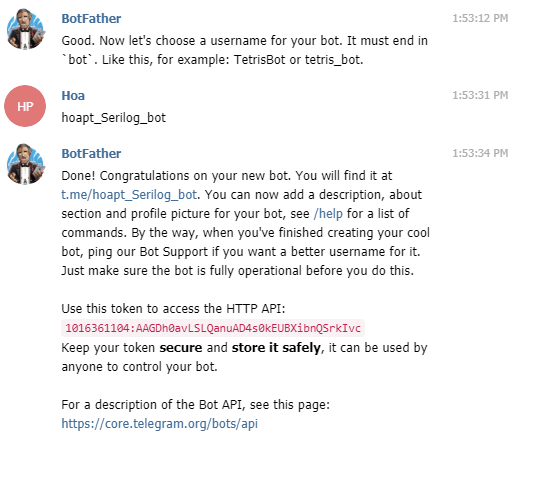 BotFather 1:53:12 PM
Good. Now let's choose a username for your bot. It must end in
`bot`. Like this, for example: TetrisBot or tetris_bot.
HP
Hoa 1:53:31 PM
hoapt_Serilog_bot
BotFather 1:53:34 PM
Done! Congratulations on your new bot. You will find it at
t.me/hoapt_Serilog_bot. You can now add a description, about
section and profile picture for your bot, see /help for a list of
commands. By the way, when you've finished creating your cool
bot, ping our Bot Support if you want a better username for it.
Just make sure the bot is fully operational before you do this.
Use this token to access the HTTP API:
1016361104:AAGDh0avLSLQanuAD4s0kEUBXibnQSrkIvc
Keep your token secure and store it safely, it can be used by
anyone to control your bot.
For a description of the Bot API, see this page:
https://core.telegram.org/bots/api